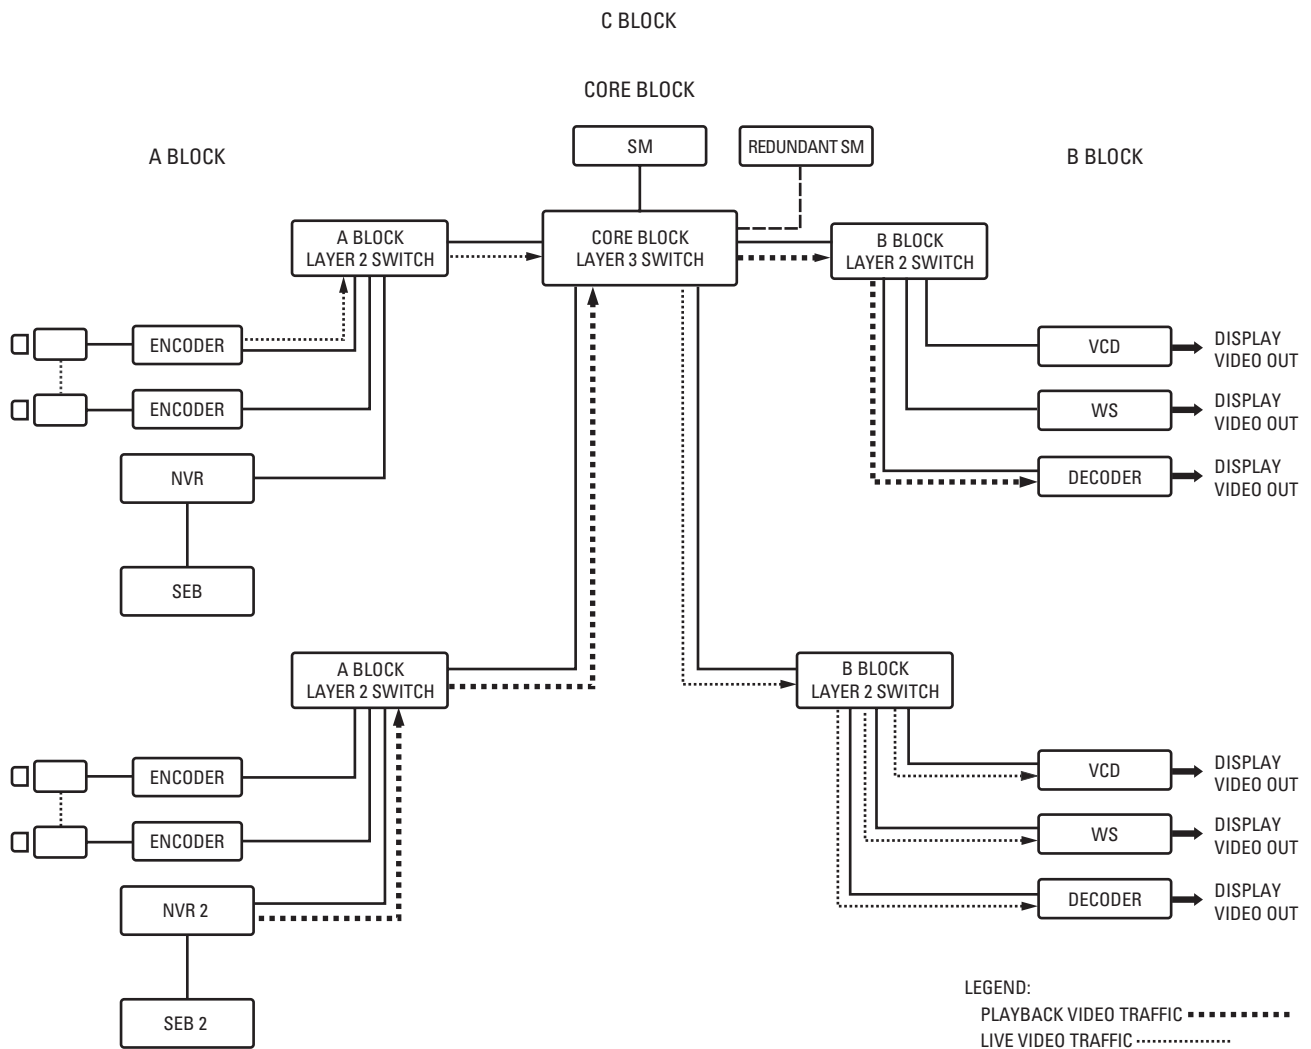 C BLOCK
CORE BLOCK
A BLOCK
SM
REDUNDANT SM
B BLOCK
A BLOCK
LAYER 2 SWITCH
CORE BLOCK
LAYER 3 SWITCH
B BLOCK
LAYER 2 SWITCH
ENCODER
VCD
DISPLAY
VIDEO OUT
ENCODER
WS
DISPLAY
VIDEO OUT
NVR
DECODER
DISPLAY
VIDEO OUT
SEB
A BLOCK
LAYER 2 SWITCH
B BLOCK
LAYER 2 SWITCH
ENCODER
VCD
DISPLAY
VIDEO OUT
ENCODER
WS
DISPLAY
VIDEO OUT
NVR 2
DECODER
DISPLAY
VIDEO OUT
SEB 2
LEGEND:
PLAYBACK VIDEO TRAFFIC
LIVE VIDEO TRAFFIC